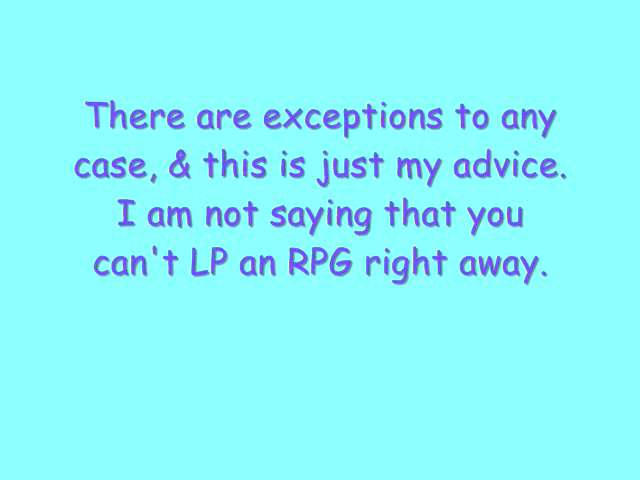 There are exceptions to any
case, & this is just my advice.
I am not saying that you
can't LP an RPG right away.